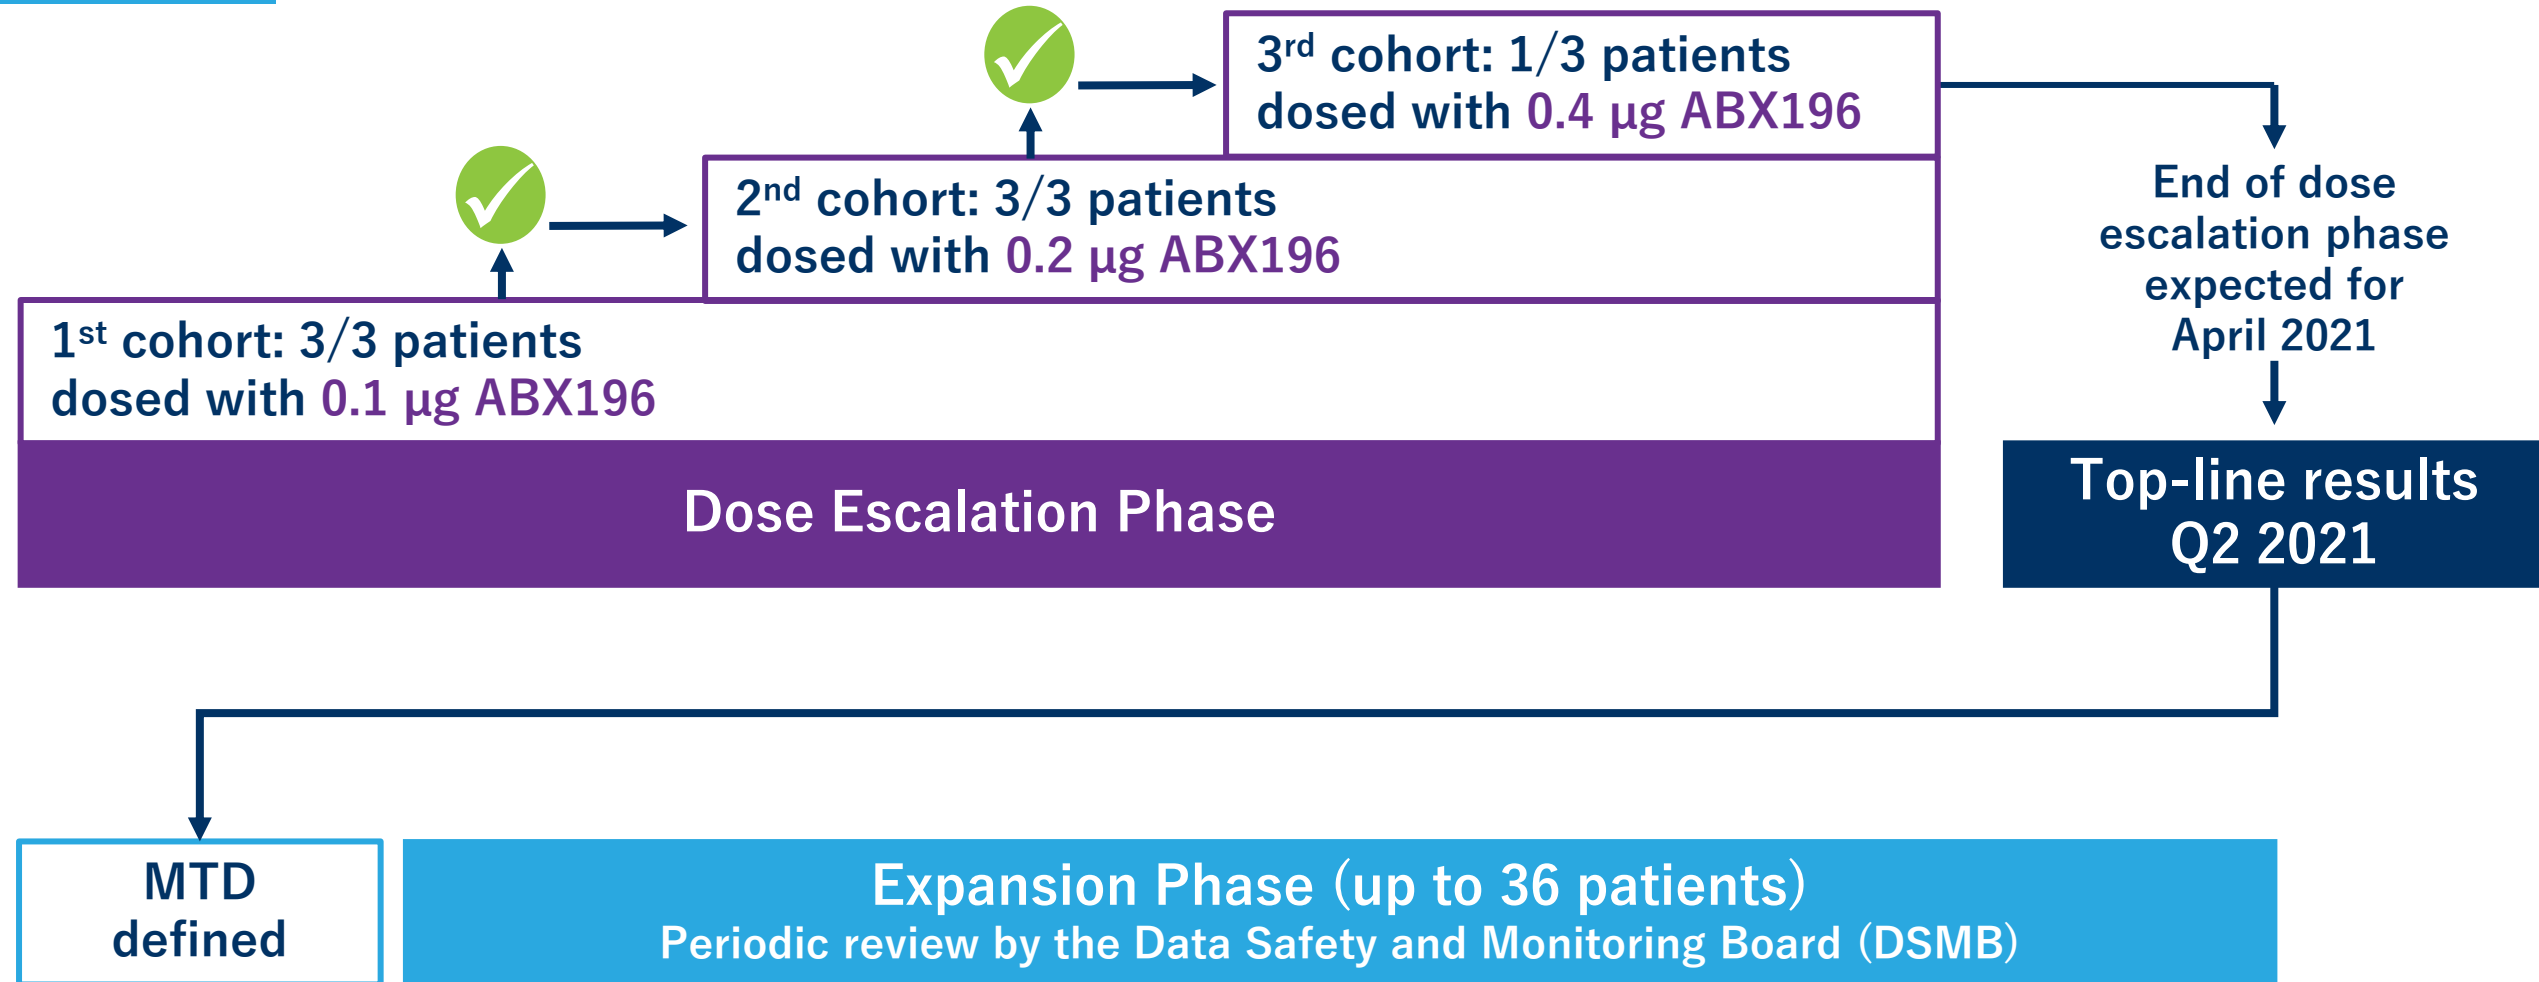 3rd cohort: 1/3 patients
dosed with 0.4 µg ABX196
2nd cohort: 3/3 patients
dosed with 0.2 µg ABX196
1st cohort: 3/3 patients
dosed with 0.1 µg ABX196
Dose Escalation Phase
End of dose
escalation phase
expected for
April 2021
Top-line results
Q2 2021
MTD
defined
Expansion Phase (up to 36 patients)
Periodic review by the Data Safety and Monitoring Board (DSMB)